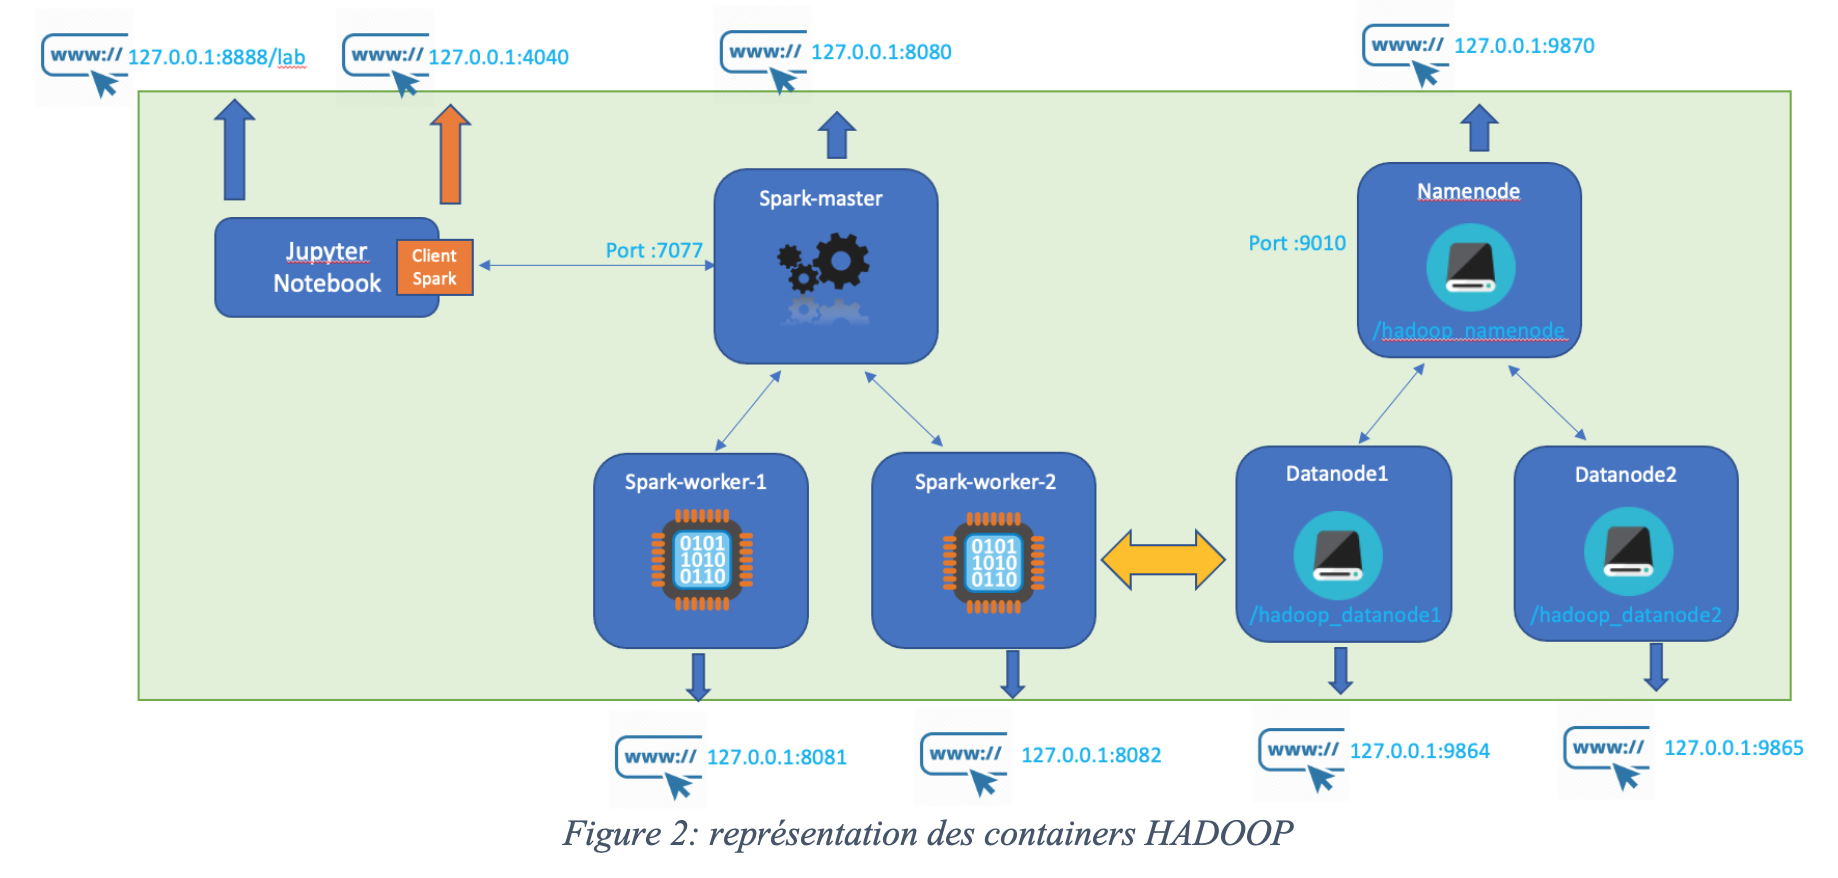 www:// 127.0.0.1:8888/lab
www:// 127.0.0.1:4040
www:// 127.0.0.1:8080
www:// 127.0.0.1:9870
Jupyter
Notebook
Client
Spark
Port :7077
Spark-master
Port :9010
Namenode
/hadoop_namenode
Spark-worker-1
0101
1010
0110
Spark-worker-2
0101
1010
0110
Datanode1
/hadoop_datanode1
Datanode2
/hadoop_datanode2
www:// 127.0.0.1:8081
www:// 127.0.0.1:8082
www:// 127.0.0.1:9864
www:// 127.0.0.1:9865
Figure 2: représentation des containers HADOOP